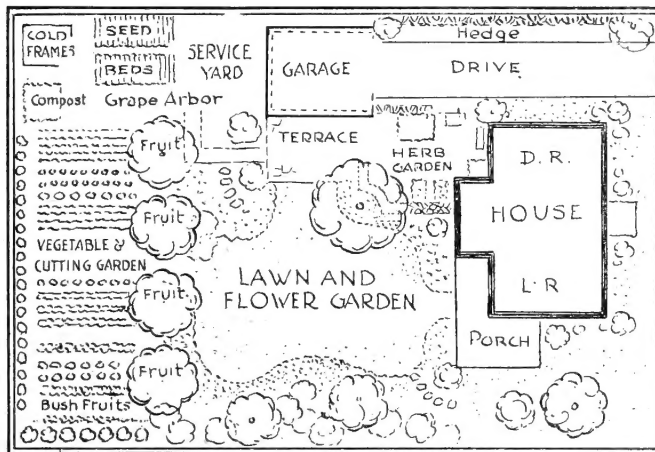 COLD
FRAMES
SEED
BEDS
SERVICE
YARD
GARAGE
Hedge
DRIVE
Compost
Grape Arbor
TERRACE
HERB
GARDEN
D. R.
HOUSE
L. R
PORCH
Fruit
Fruit
VEGETABLE &
CUTTING GARDEN
LAWN AND
FLOWER GARDEN
Fruit
Fruit
Bush Fruits